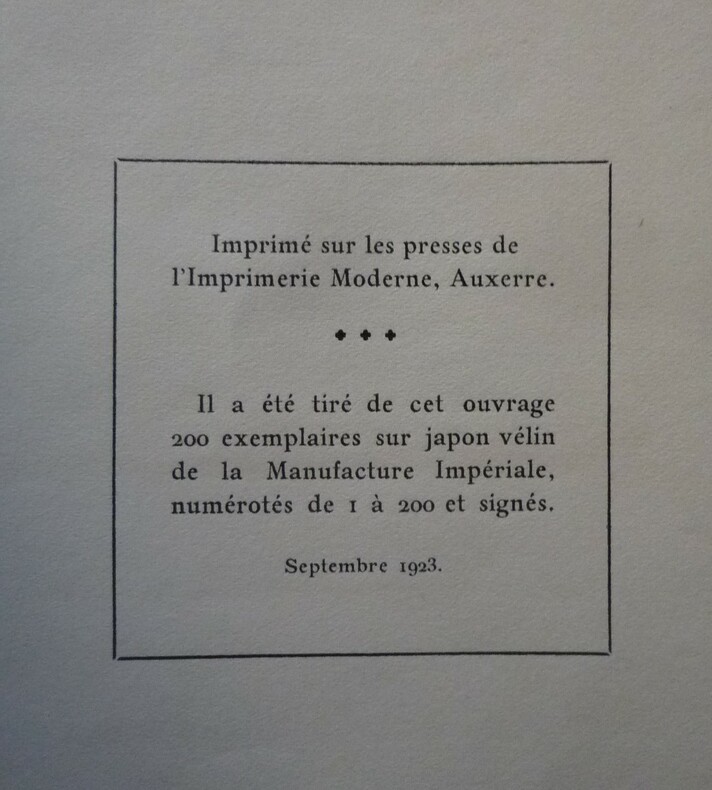 Imprimé sur les presses de
l'Imprimerie Moderne, Auxerre.
Il a été tiré de cet ouvrage
200 exemplaires sur japon vélin
de la Manufacture Impériale,
numérotés de 1 à 200 et signés.
Septembre 1923.